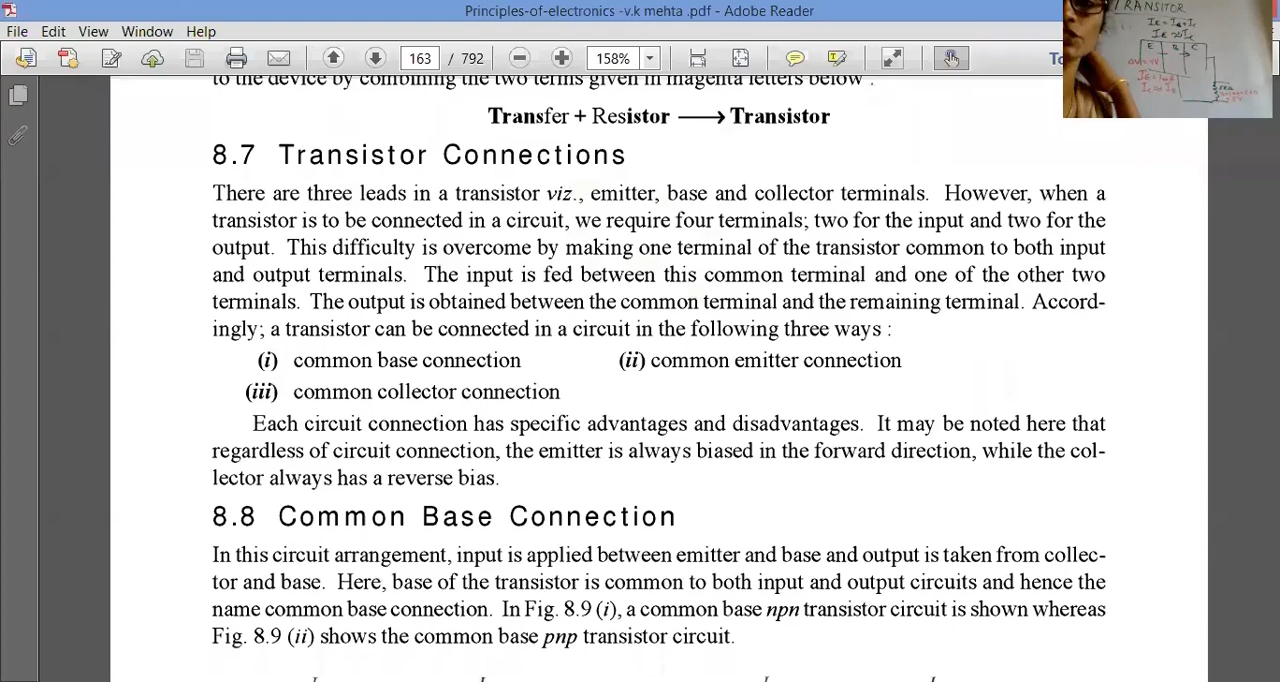 Principles-of-electronics -v.k mehta .pdf - Adobe Reader
File Edit View Window Help
163 / 792 158%
to the device by combining the two terms given in magenta letters below .
Transfer + Resistor ⟶ Transistor
8.7 Transistor Connections
There are three leads in a transistor viz., emitter, base and collector terminals. However, when a
transistor is to be connected in a circuit, we require four terminals; two for the input and two for the
output. This difficulty is overcome by making one terminal of the transistor common to both input
and output terminals. The input is fed between this common terminal and one of the other two
terminals. The output is obtained between the common terminal and the remaining terminal. Accord-
ingly; a transistor can be connected in a circuit in the following three ways :
(i) common base connection (ii) common emitter connection
(iii) common collector connection
Each circuit connection has specific advantages and disadvantages. It may be noted here that
regardless of circuit connection, the emitter is always biased in the forward direction, while the col-
lector always has a reverse bias.
8.8 Common Base Connection
In this circuit arrangement, input is applied between emitter and base and output is taken from collec-
tor and base. Here, base of the transistor is common to both input and output circuits and hence the
name common base connection. In Fig. 8.9 (i), a common base npn transistor circuit is shown whereas
Fig. 8.9 (ii) shows the common base pnp transistor circuit.
TRANSITOR
E B C